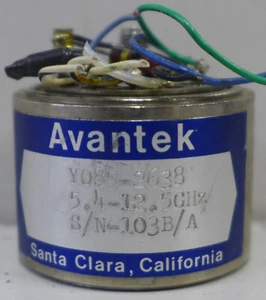 Avantek
5.4-12.5GHz
S/N-103B/A
Santa Clara, California